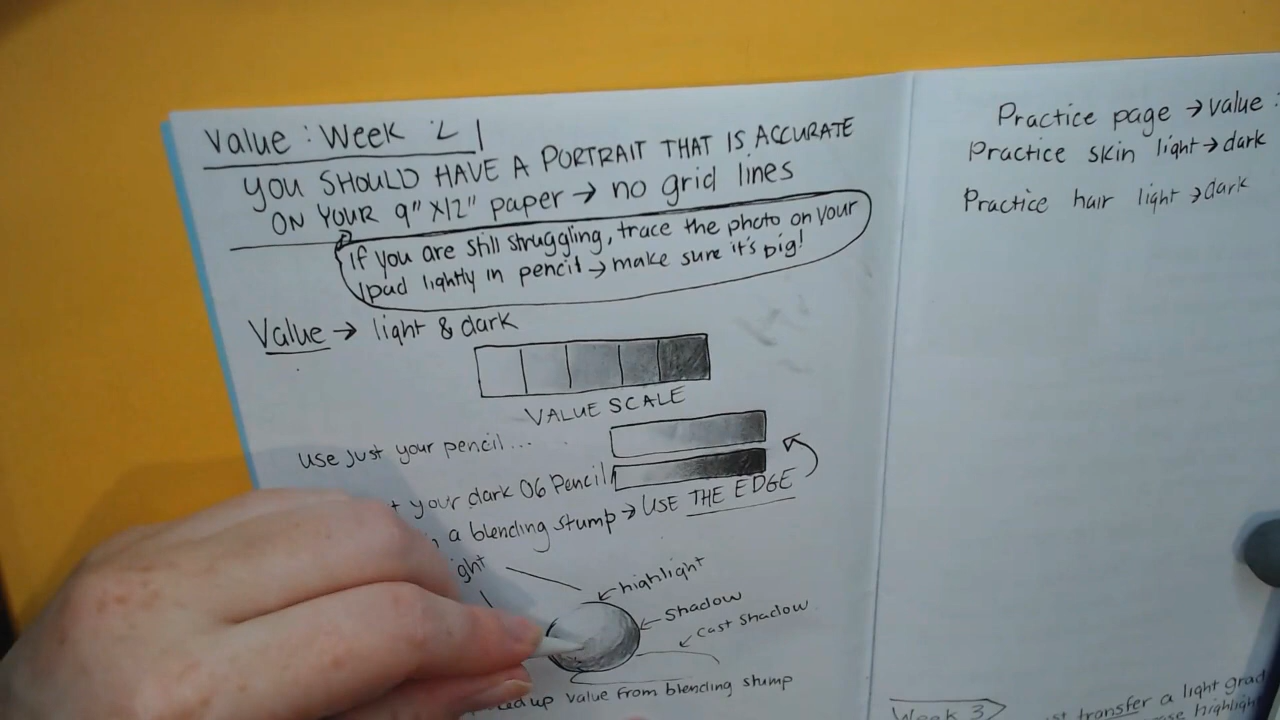 Value : Week 1
YOU SHOULD HAVE A PORTRAIT THAT IS ACCURATE
ON YOUR 9" X12" paper → no grid lines
if you are still struggling, trace the photo on your
ipad lightly in pencil → make sure it's big!
Value → light & dark
VALUE SCALE
use just your pencil...
your dark 06 Pencil
a blending stump → USE THE EDGE
highlight
Shadow
cast shadow
value from blending stump
Practice page → value :
Practice skin light → dark
Practice hair light → dark
Week 3
transfer a light grad
highligh